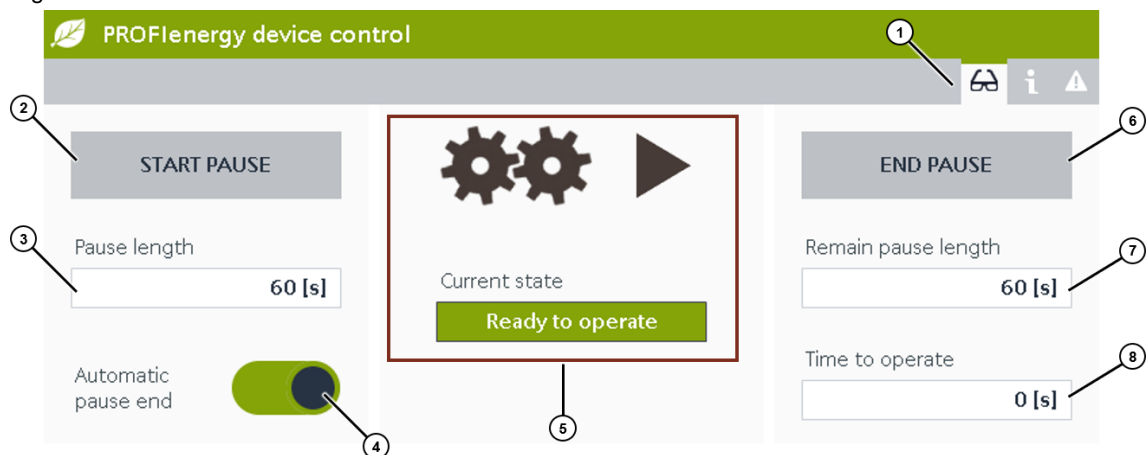 PROFIenergy device control
1
i
2
START PAUSE
6
END PAUSE
3
Pause length
60 [s]
Current state
Ready to operate
Remain pause length
7
60 [s]
Automatic
pause end
4
5
Time to operate
8
0 [s]